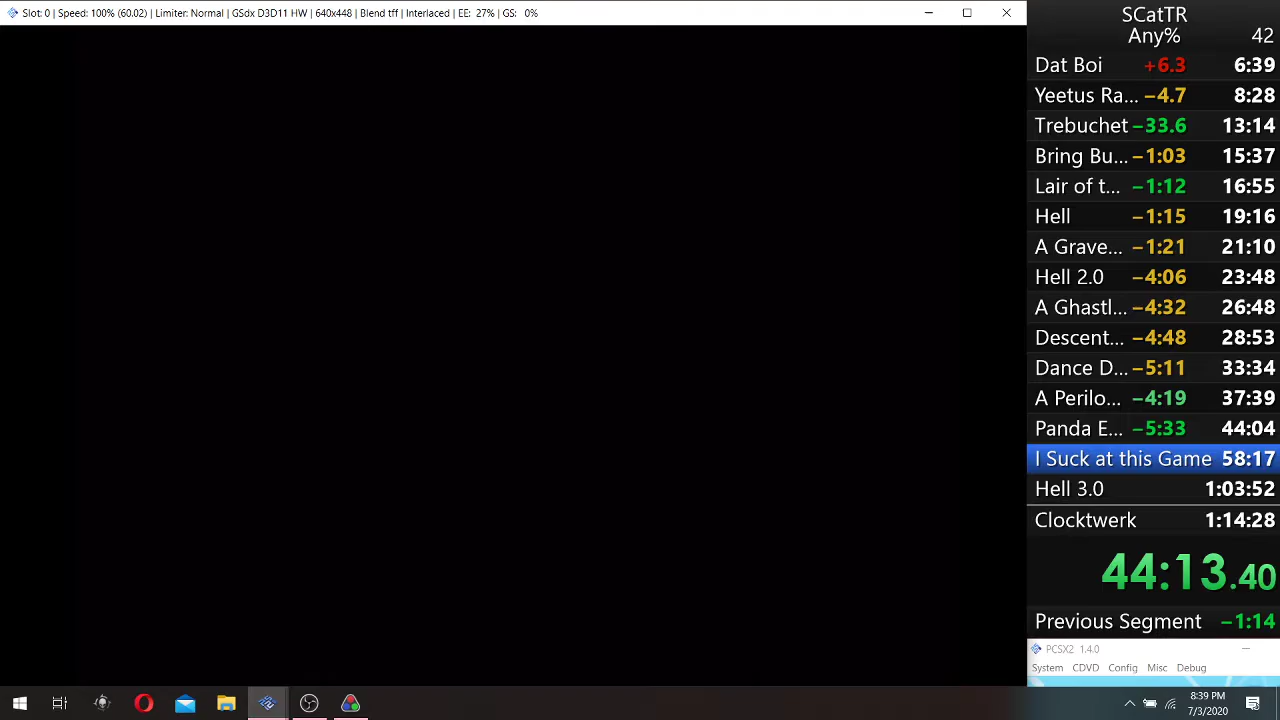 Slot: 0 | Speed: 100% (60.02) | Limiter: Normal | GSdx D3D11 HW | 640x448 | Blend tff | Interlaced | EE: 27% | GS: 0%
SCatTR
Any% 42
Dat Boi +6.3 6:39
Yeetus Ra... −4.7 8:28
Trebuchet −33.6 13:14
Bring Bu... −1:03 15:37
Lair of t... −1:12 16:55
Hell −1:15 19:16
A Grave... −1:21 21:10
Hell 2.0 −4:06 23:48
A Ghastl... −4:32 26:48
Descent... −4:48 28:53
Dance D... −5:11 33:34
A Perilo... −4:19 37:39
Panda E... −5:33 44:04
I Suck at this Game 58:17
Hell 3.0 1:03:52
Clocktwerk 1:14:28
44:13.40
Previous Segment −1:14
PCSX2 1.4.0
System CDVD Config Misc Debug
8:39 PM
7/3/2020